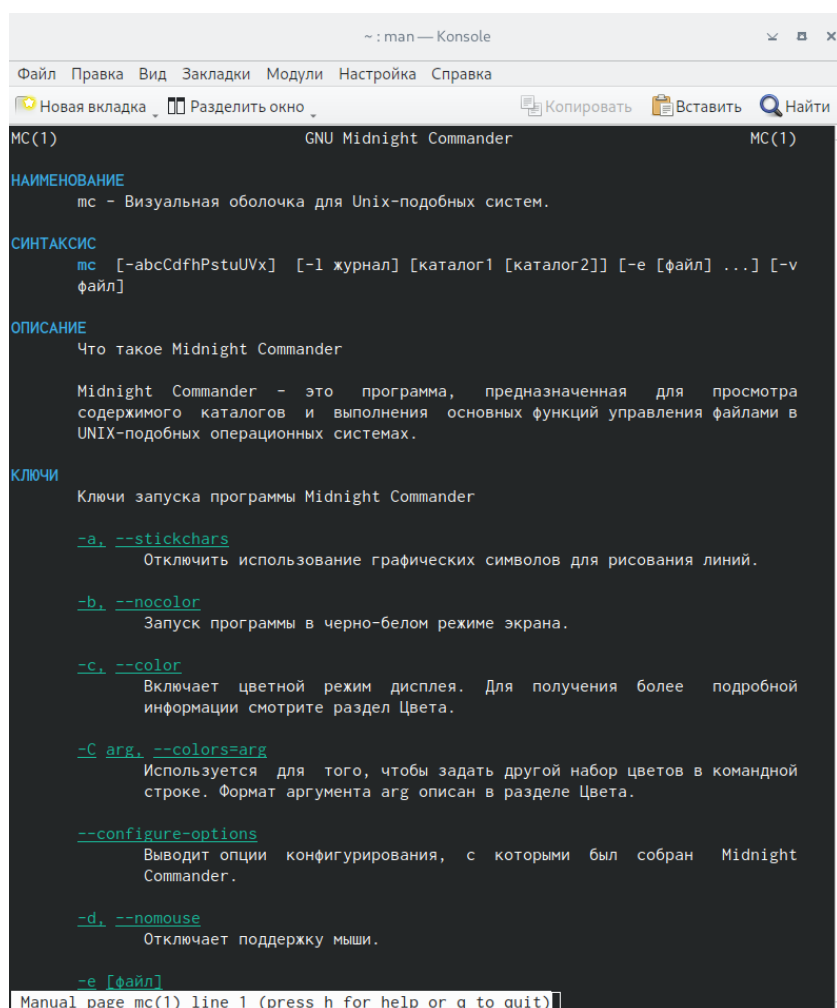 ~ : man — Konsole
Файл Правка Вид Закладки Модули Настройка Справка
Новая вкладка Разделить окно Копировать Вставить Найти
MC(1) GNU Midnight Commander MC(1)
НАИМЕНОВАНИЕ
mc - Визуальная оболочка для Unix-подобных систем.
СИНТАКСИС
mc [-abcCdfhPstuUVx] [-l журнал] [каталог1 [каталог2]] [-e [файл] ...] [-v
файл]
ОПИСАНИЕ
Что такое Midnight Commander
Midnight Commander - это программа, предназначенная для просмотра
содержимого каталогов и выполнения основных функций управления файлами в
UNIX-подобных операционных системах.
КЛЮЧИ
Ключи запуска программы Midnight Commander
-a, --stickchars
Отключить использование графических символов для рисования линий.
-b, --nocolor
Запуск программы в черно-белом режиме экрана.
-c, --color
Включает цветной режим дисплея. Для получения более подробной
информации смотрите раздел Цвета.
-C arg, --colors=arg
Используется для того, чтобы задать другой набор цветов в командной
строке. Формат аргумента arg описан в разделе Цвета.
--configure-options
Выводит опции конфигурирования, с которыми был собран Midnight
Commander.
-d, --nomouse
Отключает поддержку мыши.
-e [файл]
Manual page mc(1) line 1 (press h for help or q to quit)